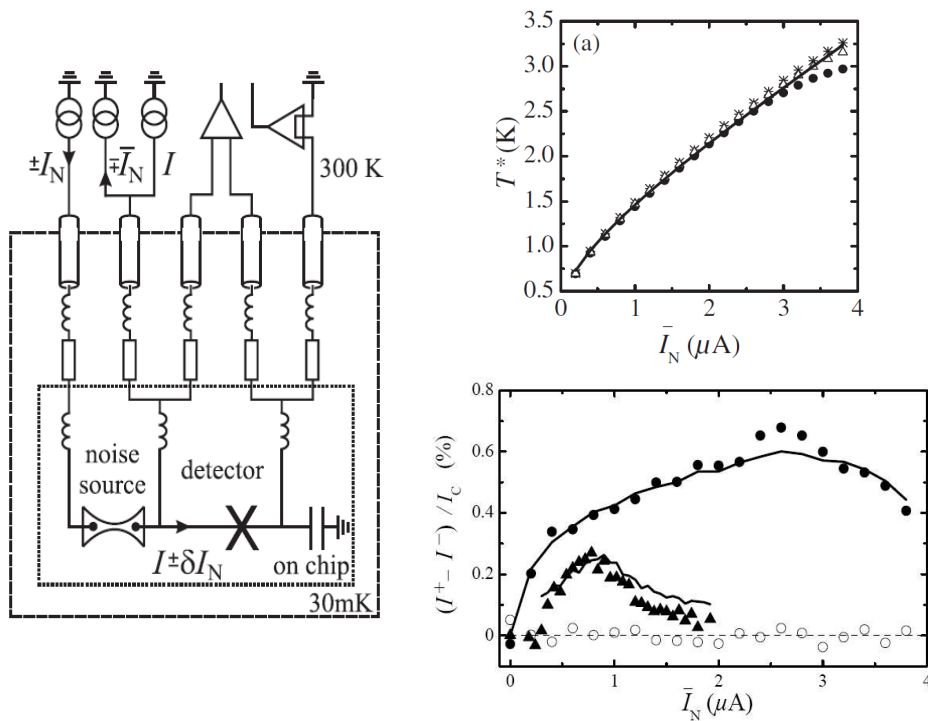 ±I_N
∓Ī_N
I
300 K
noise
source
detector
I±δI_N
on chip
30mK
(a)
T* (K)
3.5
3.0
2.5
2.0
1.5
1.0
0.5
0
1
2
3
4
Ī_N (μA)
(I⁺– I⁻) / I_C (%)
0.8
0.6
0.4
0.2
0
0
1
2
3
4
Ī_N (μA)